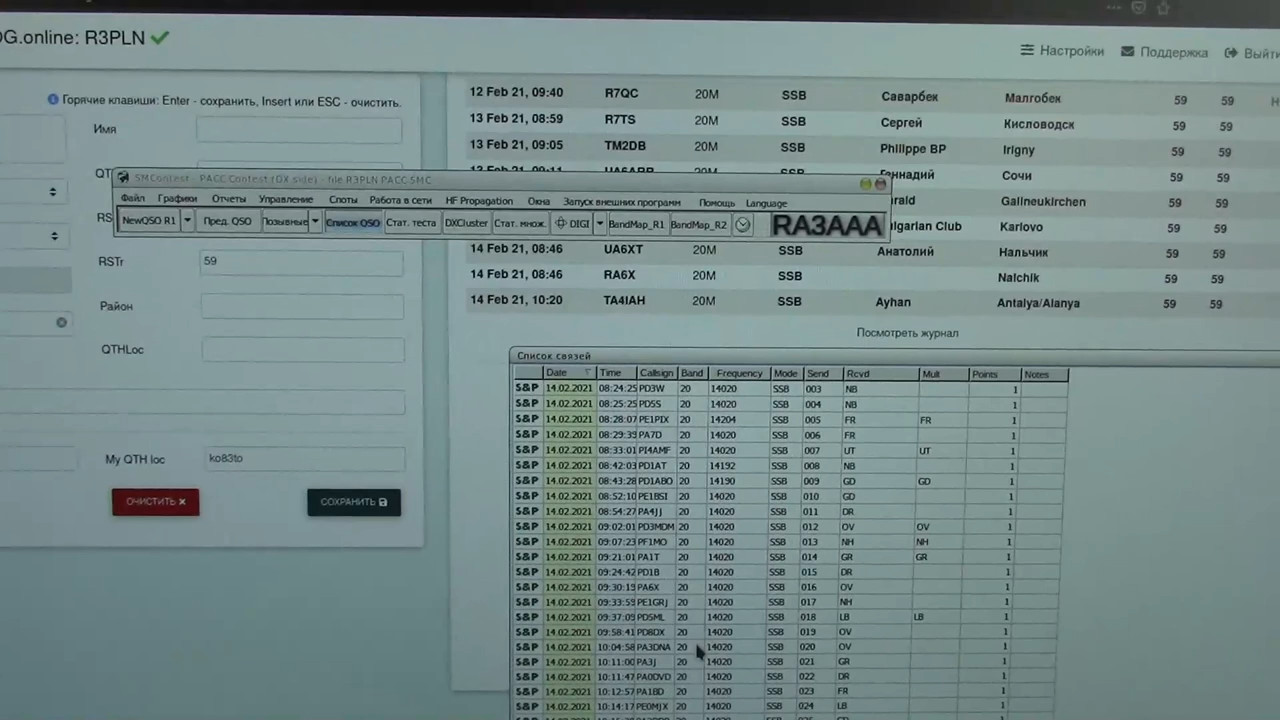 OG.online: R3PLN
Настройки Поддержка Выйти
Горячие клавиши: Enter - сохранить, Insert или ESC - очистить.
Имя
RSTr 59
Район
QTHLoc
My QTH loc ko83to
ОЧИСТИТЬ СОХРАНИТЬ
12 Feb 21, 09:40 R7QC 20M SSB Саварбек Малгобек 59 59
13 Feb 21, 08:59 R7TS 20M SSB Сергей Кисловодск 59 59
13 Feb 21, 09:05 TM2DB 20M SSB Philippe BP Irigny 59 59
Геннадий Сочи 59 59
Galineukirchen 59 59
Karlovo 59 59
14 Feb 21, 08:46 UA6XT 20M SSB Анатолий Нальчик 59 59
14 Feb 21, 08:46 RA6X 20M SSB Nalchik 59 59
14 Feb 21, 10:20 TA4IAH 20M SSB Ayhan Antalya/Alanya 59 59
Посмотреть журнал
SMContest - PACC Contest (DX side) - file R3PLN PACC.SMC
Файл Графики Отчеты Управление Споты Работа в сети HF Propagation Окна Запуск внешних программ Помощь Language
NewQSO R1 Пред. QSO Позывные Список QSO Стат. теста DXCluster Стат. множ. DIGI BandMap_R1 BandMap_R2 RA3AAA
Список связей
Date Time Callsign Band Frequency Mode Send Rcvd Mult Points Notes
S&P 14.02.2021 08:24:25 PD3W 20 14020 SSB 003 NB 1
S&P 14.02.2021 08:25:25 PD5S 20 14020 SSB 004 NB 1
S&P 14.02.2021 08:28:07 PE1PIX 20 14204 SSB 005 FR FR 1
S&P 14.02.2021 08:29:39 PA7D 20 14020 SSB 006 FR 1
S&P 14.02.2021 08:33:01 PI4AMF 20 14020 SSB 007 UT UT 1
S&P 14.02.2021 08:42:03 PD1AT 20 14192 SSB 008 NB 1
S&P 14.02.2021 08:43:28 PD1ABO 20 14190 SSB 009 GD GD 1
S&P 14.02.2021 08:52:10 PE1BSI 20 14020 SSB 010 GD 1
S&P 14.02.2021 08:54:27 PA4JJ 20 14020 SSB 011 DR 1
S&P 14.02.2021 09:02:01 PD3MDM 20 14020 SSB 012 OV OV 1
S&P 14.02.2021 09:07:23 PF1MO 20 14020 SSB 013 NH NH 1
S&P 14.02.2021 09:21:01 PA1T 20 14020 SSB 014 GR GR 1
S&P 14.02.2021 09:24:42 PD1B 20 14020 SSB 015 DR 1
S&P 14.02.2021 09:30:19 PA6X 20 14020 SSB 016 OV 1
S&P 14.02.2021 09:33:59 PE1GRJ 20 14020 SSB 017 NH 1
S&P 14.02.2021 09:37:09 PD5ML 20 14020 SSB 018 LB LB 1
S&P 14.02.2021 09:58:41 PD8DX 20 14020 SSB 019 OV 1
S&P 14.02.2021 10:04:58 PA3DNA 20 14020 SSB 020 OV 1
S&P 14.02.2021 10:11:00 PA3J 20 14020 SSB 021 GR 1
S&P 14.02.2021 10:11:47 PA0DVD 20 14020 SSB 022 DR 1
S&P 14.02.2021 10:12:57 PA1BD 20 14020 SSB 023 FR 1
S&P 14.02.2021 10:14:17 PE0MJX 20 14020 SSB 024 LB 1